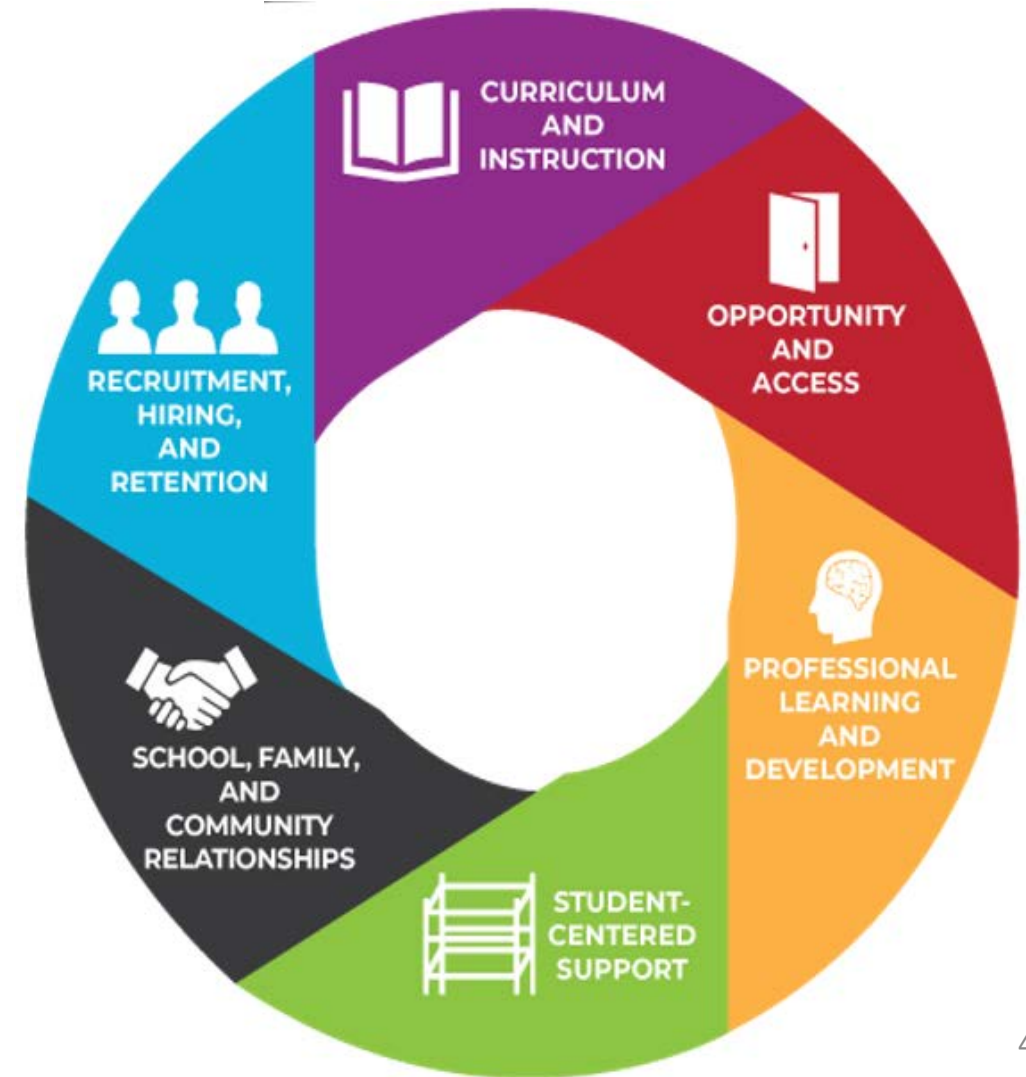 CURRICULUM
AND
INSTRUCTION
OPPORTUNITY
AND
ACCESS
PROFESSIONAL
LEARNING
AND
DEVELOPMENT
STUDENT-
CENTERED
SUPPORT
SCHOOL, FAMILY,
AND
COMMUNITY
RELATIONSHIPS
RECRUITMENT,
HIRING,
AND
RETENTION
4